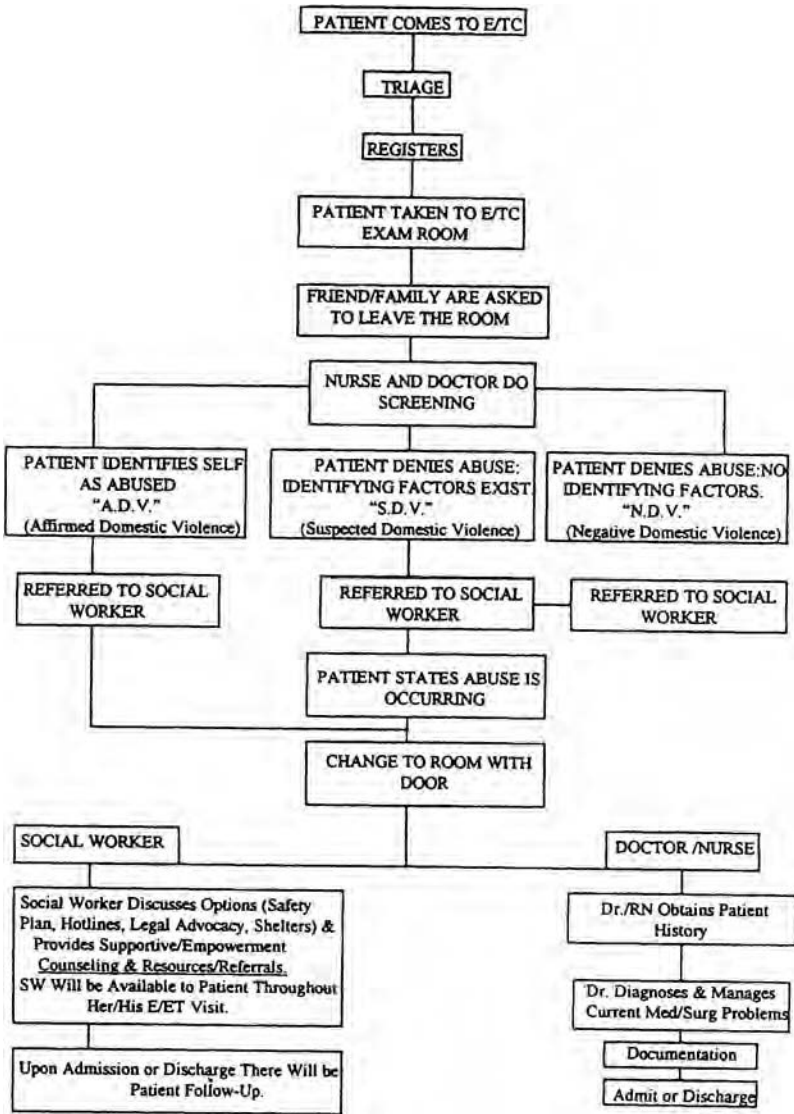 PATIENT COMES TO E/TC
TRIAGE
REGISTERS
PATIENT TAKEN TO E/TC
EXAM ROOM
FRIEND/FAMILY ARE ASKED
TO LEAVE THE ROOM
NURSE AND DOCTOR DO
SCREENING
PATIENT IDENTIFIES SELF
AS ABUSED
"A.D.V."
(Affirmed Domestic Violence)
PATIENT DENIES ABUSE:
IDENTIFYING FACTORS EXIST.
"S.D.V."
(Suspected Domestic Violence)
PATIENT DENIES ABUSE:NO
IDENTIFYING FACTORS.
"N.D.V."
(Negative Domestic Violence)
REFERRED TO SOCIAL
WORKER
REFERRED TO SOCIAL
WORKER
REFERRED TO SOCIAL
WORKER
PATIENT STATES ABUSE IS
OCCURRING
CHANGE TO ROOM WITH
DOOR
SOCIAL WORKER
Social Worker Discusses Options (Safety
Plan, Hotlines, Legal Advocacy, Shelters) &
Provides Supportive/Empowerment
Counseling & Resources/Referrals.
SW Will be Available to Patient Throughout
Her/His E/ET Visit.
Upon Admission or Discharge There Will be
Patient Follow-Up.
DOCTOR /NURSE
Dr./RN Obtains Patient
History
Dr. Diagnoses & Manages
Current Med/Surg Problems
Documentation
Admit or Discharge